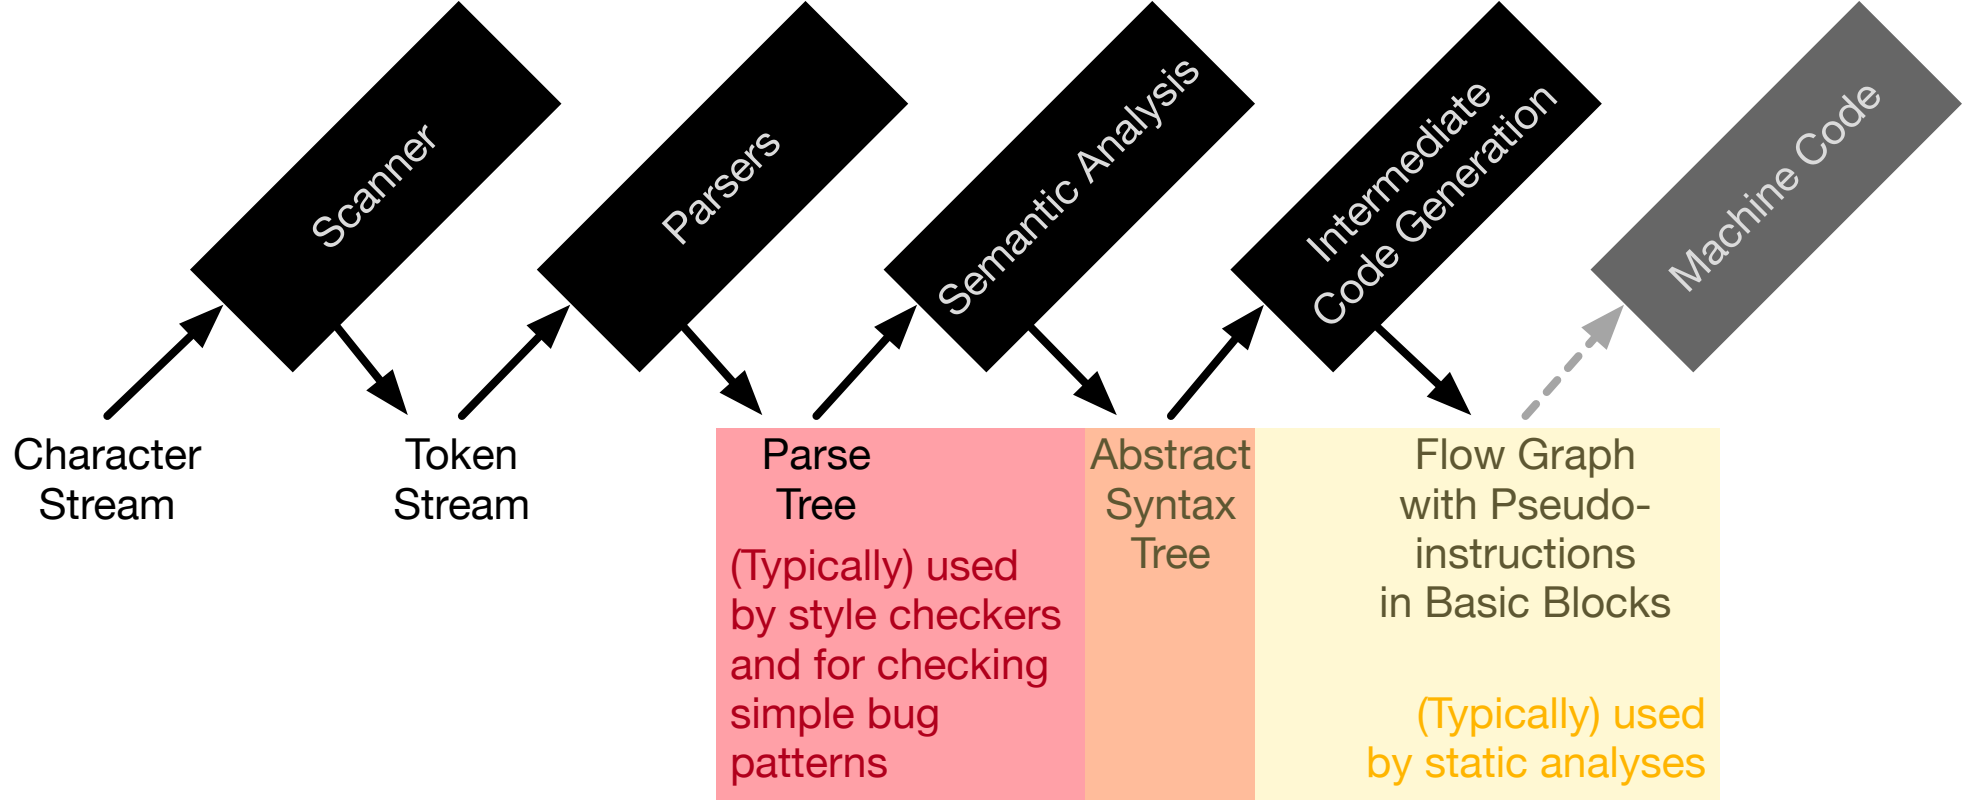 Scanner
Parsers
Semantic Analysis
Intermediate
Code Generation
Machine Code
Character
Stream
Token
Stream
Parse
Tree
(Typically) used
by style checkers
and for checking
simple bug
patterns
Abstract
Syntax
Tree
Flow Graph
with Pseudo-
instructions
in Basic Blocks
(Typically) used
by static analyses